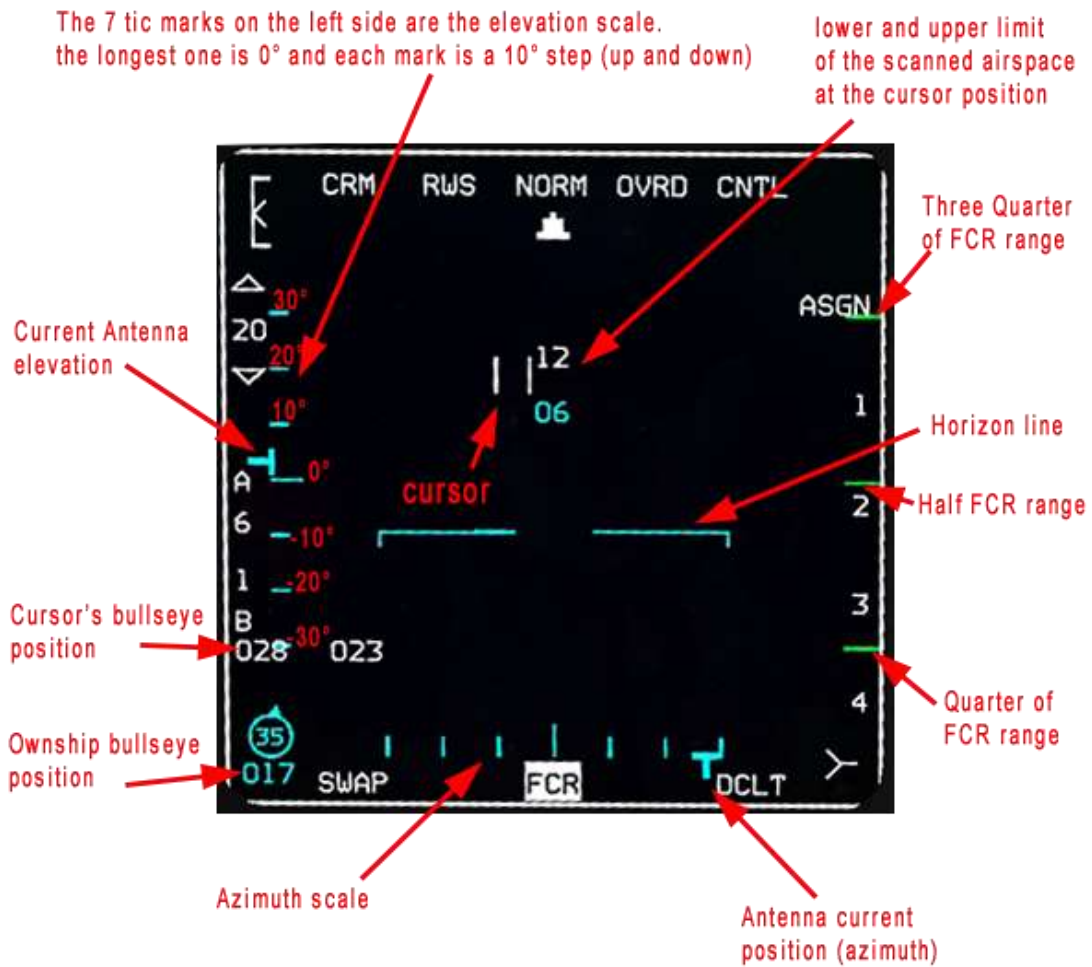 The 7 tic marks on the left side are the elevation scale.
the longest one is 0° and each mark is a 10° step (up and down)
lower and upper limit
of the scanned airspace
at the cursor position
CRM RWS NORM OVRD CNTL
Three Quarter
of FCR range
ASGN
30°
20
20°
Current Antenna
elevation
12
10°
06
1
Horizon line
0°
cursor
A
6
2
Half FCR range
-10°
1
-20°
3
B
-30°
Cursor's bullseye
position
028 023
4
Quarter of
FCR range
35
Ownship bullseye
position
017
SWAP FCR DCLT
Azimuth scale
Antenna current
position (azimuth)